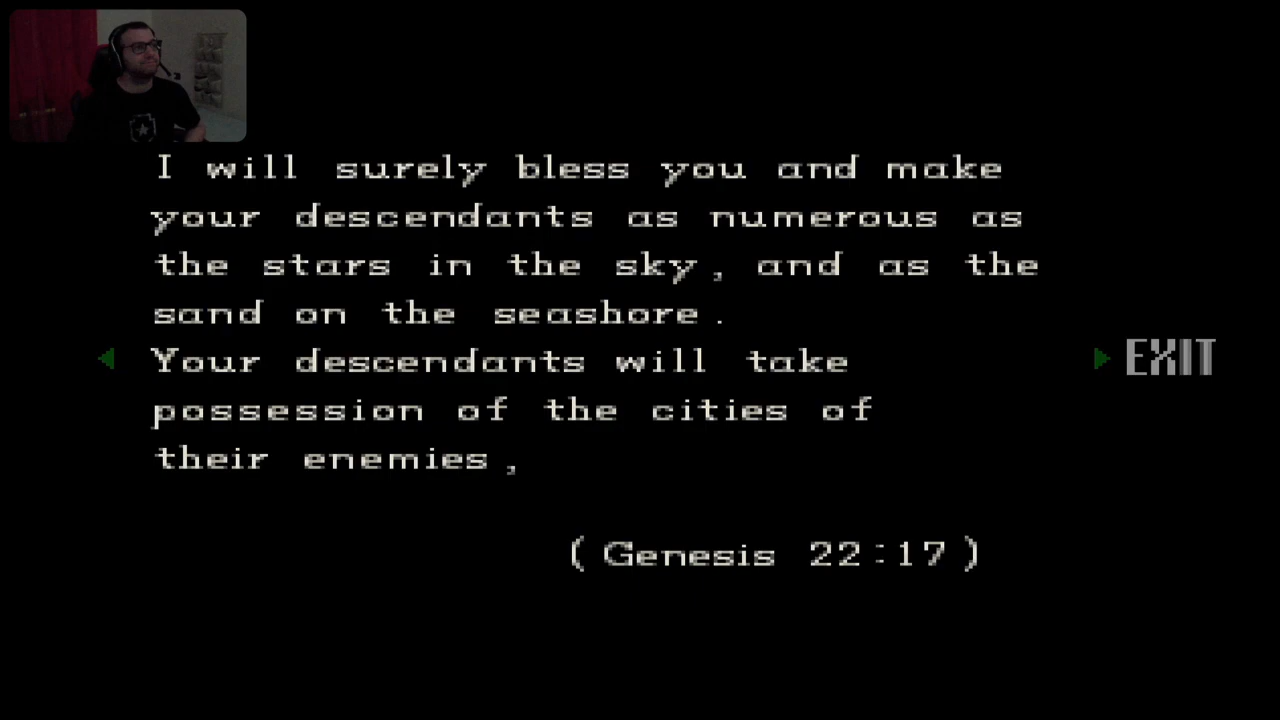 I will surely bless you and make
your descendants as numerous as
the stars in the sky, and as the
sand on the seashore.
Your descendants will take
possession of the cities of
their enemies,
(Genesis 22:17)
EXIT